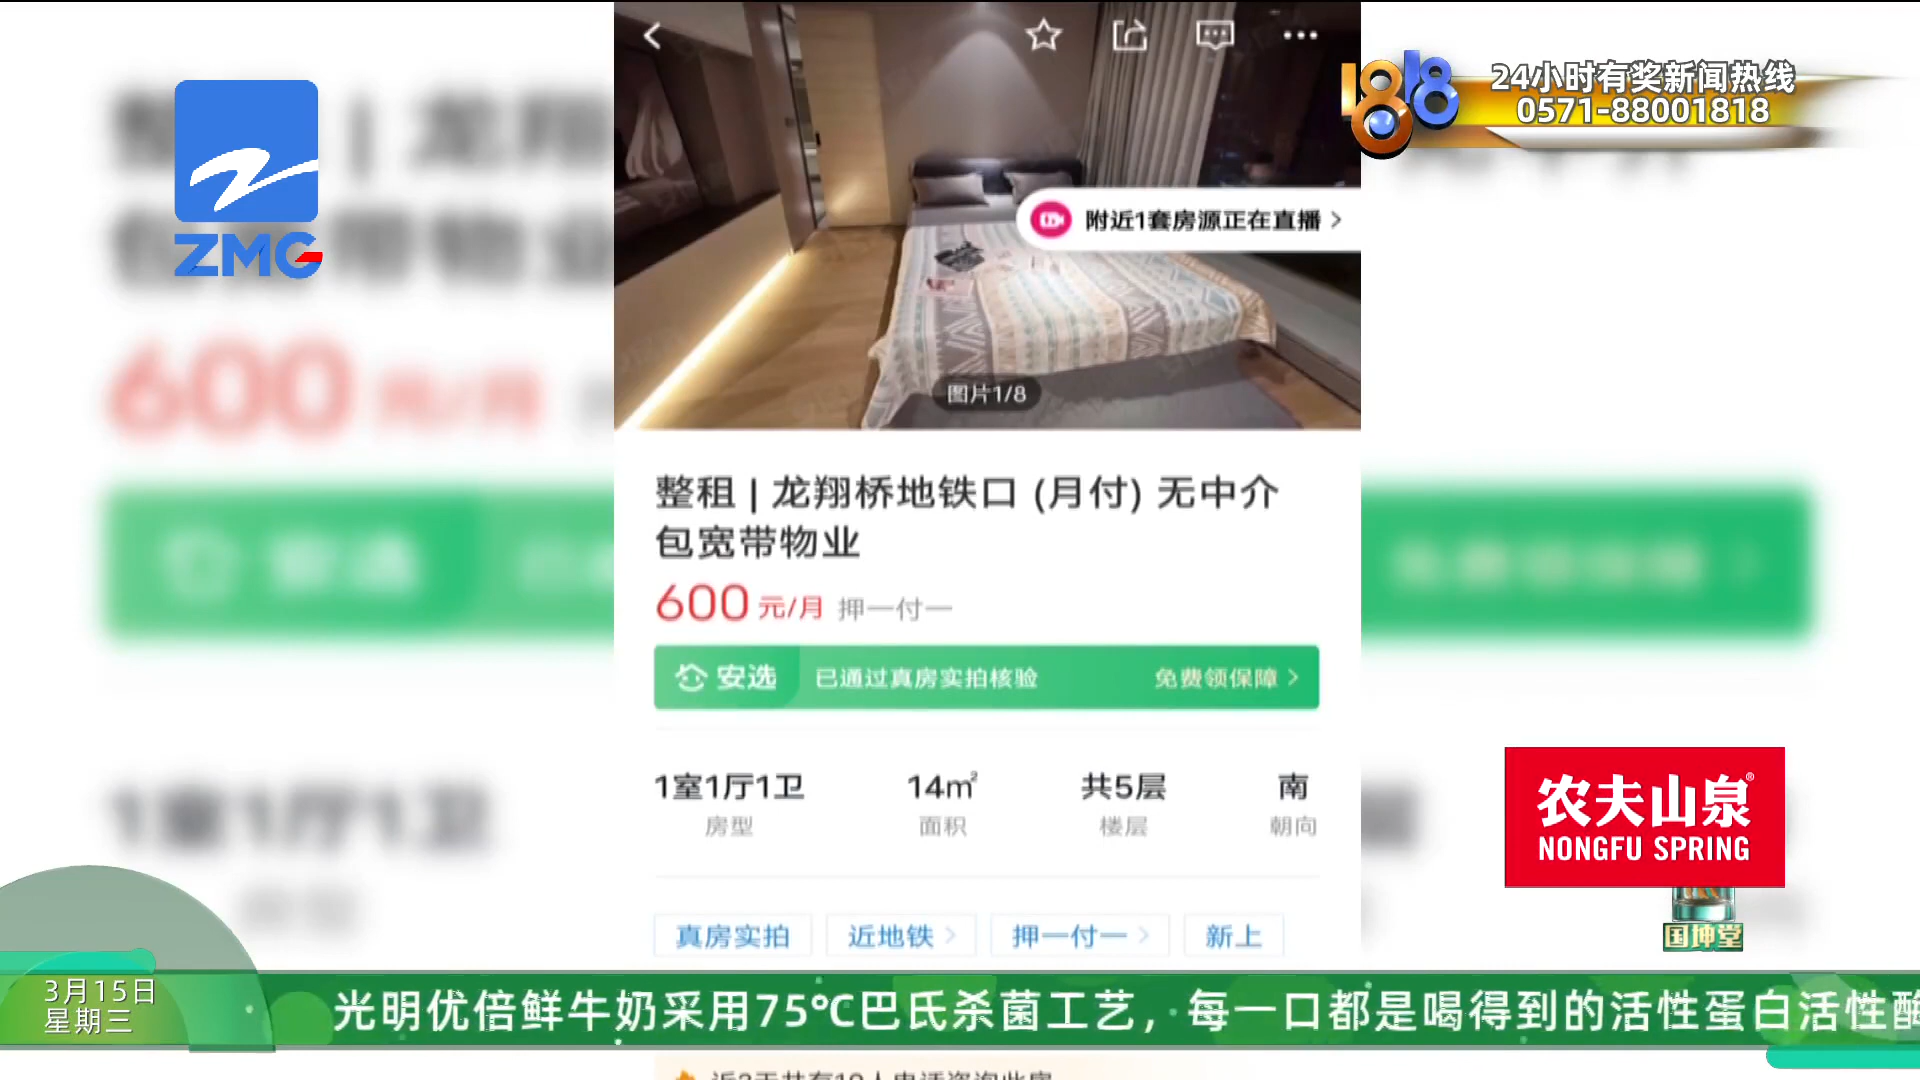 ZMG
1818
24小时有奖新闻热线
0571-88001818
附近1套房源正在直播
图片1/8
整租 | 龙翔桥地铁口 (月付) 无中介
包宽带物业
600 元/月 押一付一
安选 已通过真房实拍核验 免费领保障
1室1厅1卫 14㎡ 共5层 南
房型 面积 楼层 朝向
农夫山泉®
NONGFU SPRING
国坤堂
真房实拍 近地铁 押一付一 新上
3月15日
星期三
光明优倍鲜牛奶采用75℃巴氏杀菌工艺，每一口都是喝得到的活性蛋白活性酶